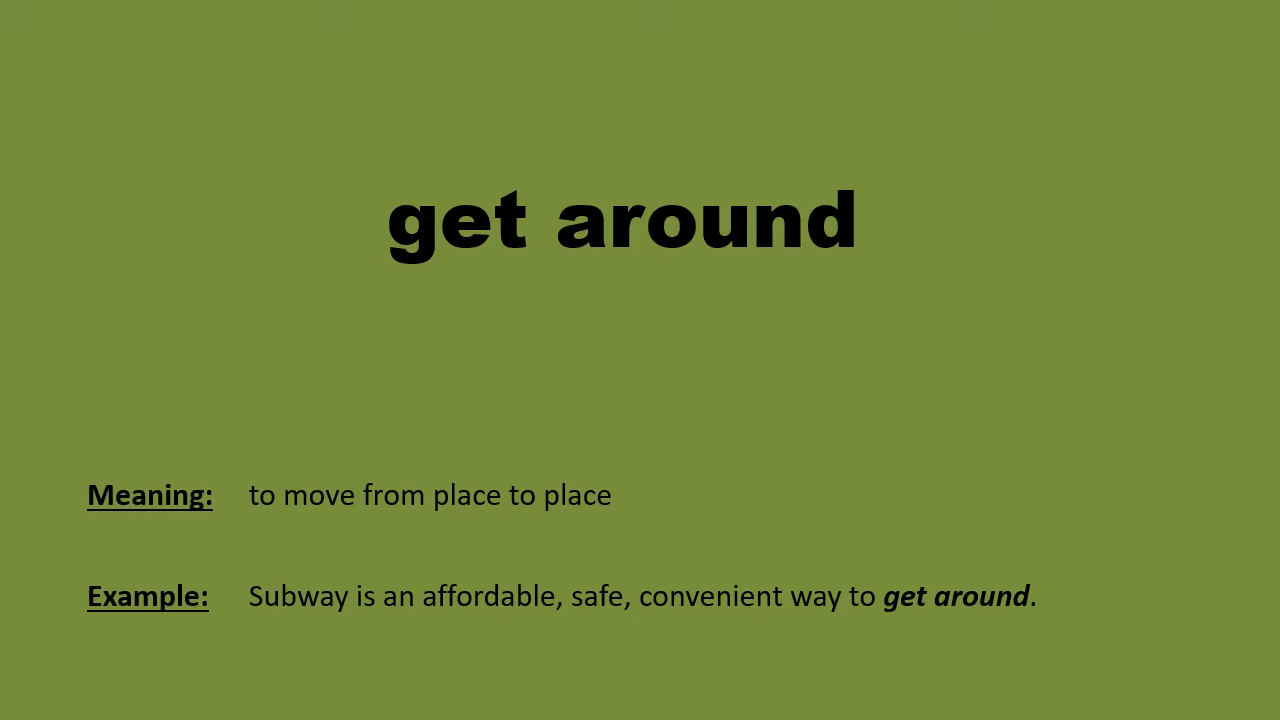 get around
Meaning: to move from place to place
Example: Subway is an affordable, safe, convenient way to get around.